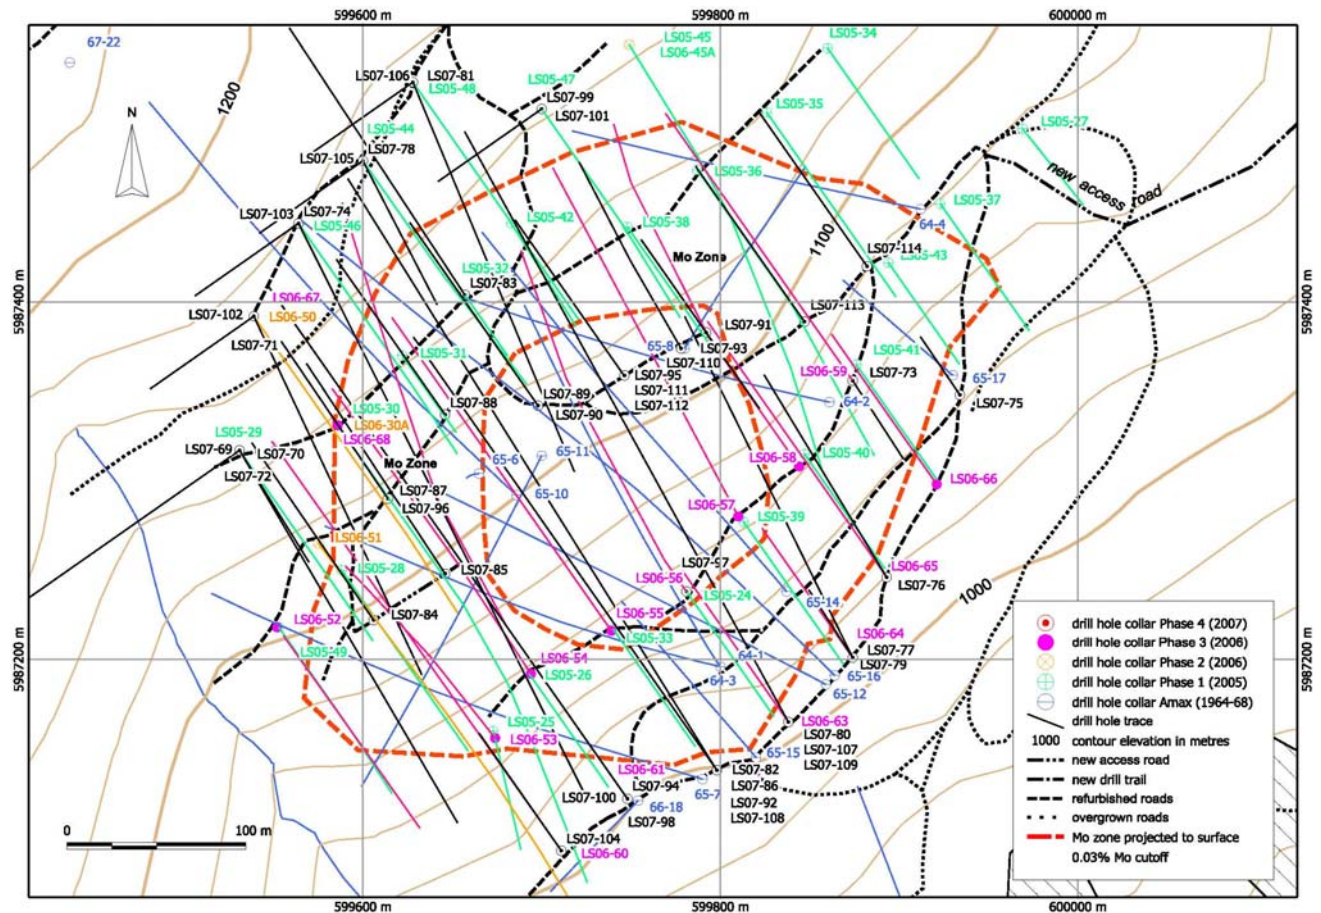 599600 m
599800 m
600000 m
67-22
1200
N
LS07-106
LS07-81
LS05-48
LS05-47
LS07-99
LS07-101
LS05-45
LS06-45A
LS05-34
LS05-35
LS05-27
LS05-44
LS07-105
LS07-78
LS05-36
new access road
LS05-37
64-4
LS07-103
LS07-74
LS05-46
LS05-42
LS05-38
1100
LS07-114
LS05-43
Mo Zone
LS05-32
LS07-83
5987400 m
5987400 m
LS06-67
LS06-50
LS07-102
LS07-71
LS07-113
LS07-91
LS07-93
65-8
LS07-110
LS05-31
LS05-41
LS07-73
LS06-59
65-17
LS07-95
LS07-111
LS07-112
LS07-89
LS07-90
LS07-88
64-2
LS07-75
LS05-30
LS06-30A
LS06-68
LS05-29
LS07-69
LS07-70
LS07-72
Mo Zone
65-6
65-11
65-10
LS06-58
LS05-40
LS06-66
LS07-87
LS07-96
LS06-57
LS05-39
LS06-51
LS05-28
LS07-85
LS07-97
LS06-56
LS05-24
LS06-65
LS07-76
1000
65-14
LS07-84
LS06-52
LS05-49
LS06-55
LS05-33
LS06-64
LS07-77
LS07-79
5987200 m
5987200 m
LS06-54
LS05-26
64-1
64-3
65-16
65-12
LS05-25
LS06-53
LS06-63
LS07-80
LS07-107
LS07-109
65-15
LS06-61
LS07-94
LS07-100
LS07-98
66-18
65-7
LS07-82
LS07-86
LS07-92
LS07-108
LS07-104
LS06-60
0
100 m
drill hole collar Phase 4 (2007)
drill hole collar Phase 3 (2006)
drill hole collar Phase 2 (2006)
drill hole collar Phase 1 (2005)
drill hole collar Amax (1964-68)
drill hole trace
1000 contour elevation in metres
new access road
new drill trail
refurbished roads
overgrown roads
Mo zone projected to surface
0.03% Mo cutoff
599600 m
599800 m
600000 m